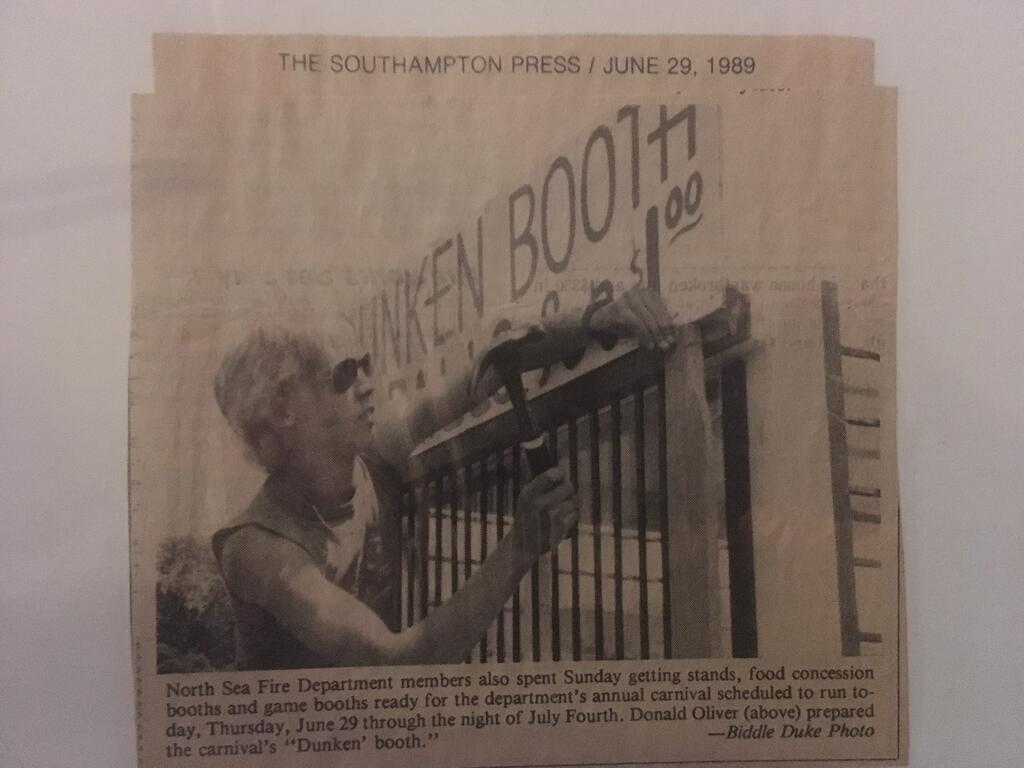 THE SOUTHAMPTON PRESS / JUNE 29, 1989
UNKEN BOOTH
$1.00
North Sea Fire Department members also spent Sunday getting stands, food concession
booths and game booths ready for the department's annual carnival scheduled to run to-
day, Thursday, June 29 through the night of July Fourth. Donald Oliver (above) prepared
the carnival's "Dunken' booth."
—Biddle Duke Photo